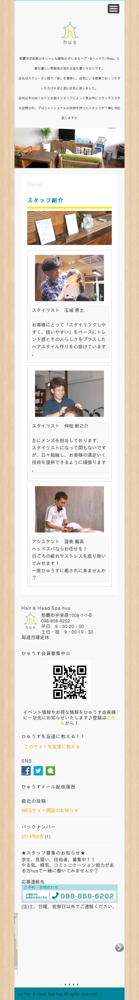 hus
那覇市宇栄原のオシャレな建物の1Fにあるヘアー&ヘッドスパhus。上
質な優しい雰囲気が流れる落ち着くサロンです。
店名はスウェーデン語で「家」を意味し、自宅にいる感覚でおくつろぎ
いただければと思い店名に致しました。
店内は木のぬくもりと北欧インテリアによって男女共にリラックスでき
る空間の中、プロフェッショナルの技術を持ったスタッフが丁寧に対応
致します☆
hus
Stylist
スタッフ紹介
スタイリスト　玉城 勇太
お客様にとって「スタイリングしや
すく、扱いやすい」をベースにトレ
ンド感とその人らしさをプラスした
ヘアスタイル作りを心掛けています
。
スタイリスト　仲程 新之介
主にメンズを担当しております。
スタイリストになって間もないです
が、日々勉強し、お客様の満足いく
技術を提供できるように頑張ります
。
アシスタント　渥美 義高
ヘッドスパならお任せを！
日ごろの疲れやストレスを取り除い
てみせます！
一度ひゅうすに癒されに来ませんか
？
Hair & Head Spa hus
hus
那覇市宇栄原1008-1-1-B
098-858-6202
平日　9：30-20：00
土日・祝　9：00-19：30
毎週月曜定休
ひゅうす会員募集中☆
イベント情報やお得な情報をひゅうす会員様
に一足先にお知らせいたします♪登録はこち
らから！
ひゅうすを友達に教える！！
このサイトを友達に教える
SNS
ひゅうすメール配信履歴
最近の投稿
WEBサイト開設のお知らせ
バックナンバー
2014年2月 (1)
★スタッフ募集のお知らせ★
学生、見習い、技術者、募集中！！
やる気、根気、コミュニケーション能力があ
る方husで一緒に働いてみませんか？
応募連絡先
ご予約・お問合わせ
お電話での
お問合わせはこちら
098-858-6202
(注)土、日曜、祝祭日以外でご連絡ください。
(c) Hair & Head Spa hus All rights reserved